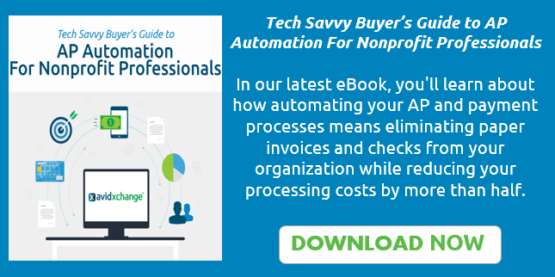 Tech Savvy Buyer's Guide to
AP Automation
For Nonprofit Professionals
avidxchange
Tech Savvy Buyer's Guide to AP
Automation For Nonprofit Professionals
In our latest eBook, you'll learn about
how automating your AP and payment
processes means eliminating paper
invoices and checks from your
organization while reducing your
processing costs by more than half.
DOWNLOAD NOW